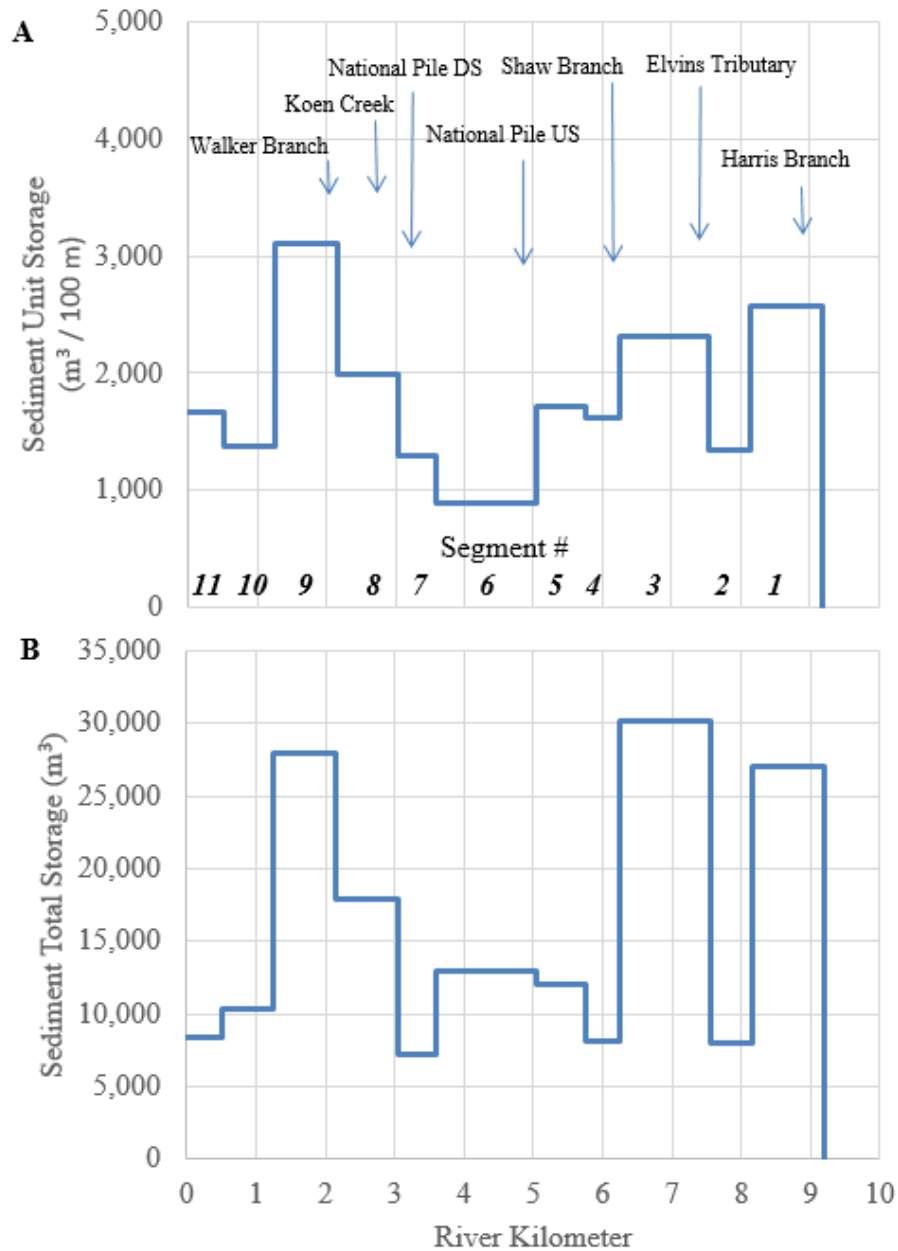 A
5,000
4,000
3,000
2,000
1,000
0
Sediment Unit Storage
(m³ / 100 m)
National Pile DS
Shaw Branch
Elvins Tributary
Koen Creek
National Pile US
Walker Branch
Harris Branch
Segment #
11 10 9 8 7 6 5 4 3 2 1
B
35,000
30,000
25,000
20,000
15,000
10,000
5,000
0
Sediment Total Storage (m³)
0 1 2 3 4 5 6 7 8 9 10
River Kilometer